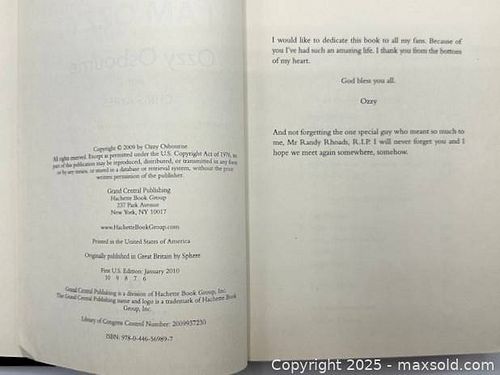 Copyright © 2009 by Ozzy Osbourne
All rights reserved. Except as permitted under the U.S. Copyright Act of 1976, no
part of this publication may be reproduced, distributed, or transmitted in any form
or by any means, or stored in a database or retrieval system, without the prior
written permission of the publisher.
Grand Central Publishing
Hachette Book Group
237 Park Avenue
New York, NY 10017
www.HachetteBookGroup.com
Printed in the United States of America
Originally published in Great Britain by Sphere
First U.S. Edition: January 2010
10 9 8 7 6
Grand Central Publishing is a division of Hachette Book Group, Inc.
The Grand Central Publishing name and logo is a trademark of Hachette Book
Group, Inc.
Library of Congress Control Number: 2009937230
ISBN: 978-0-446-56989-7
I would like to dedicate this book to all my fans. Because of
you I've had such an amazing life. I thank you from the bottom
of my heart.
God bless you all.
Ozzy
And not forgetting the one special guy who meant so much to
me, Mr Randy Rhoads, R.I.P. I will never forget you and I
hope we meet again somewhere, somehow.
Copyright 2025 - maxsold.com